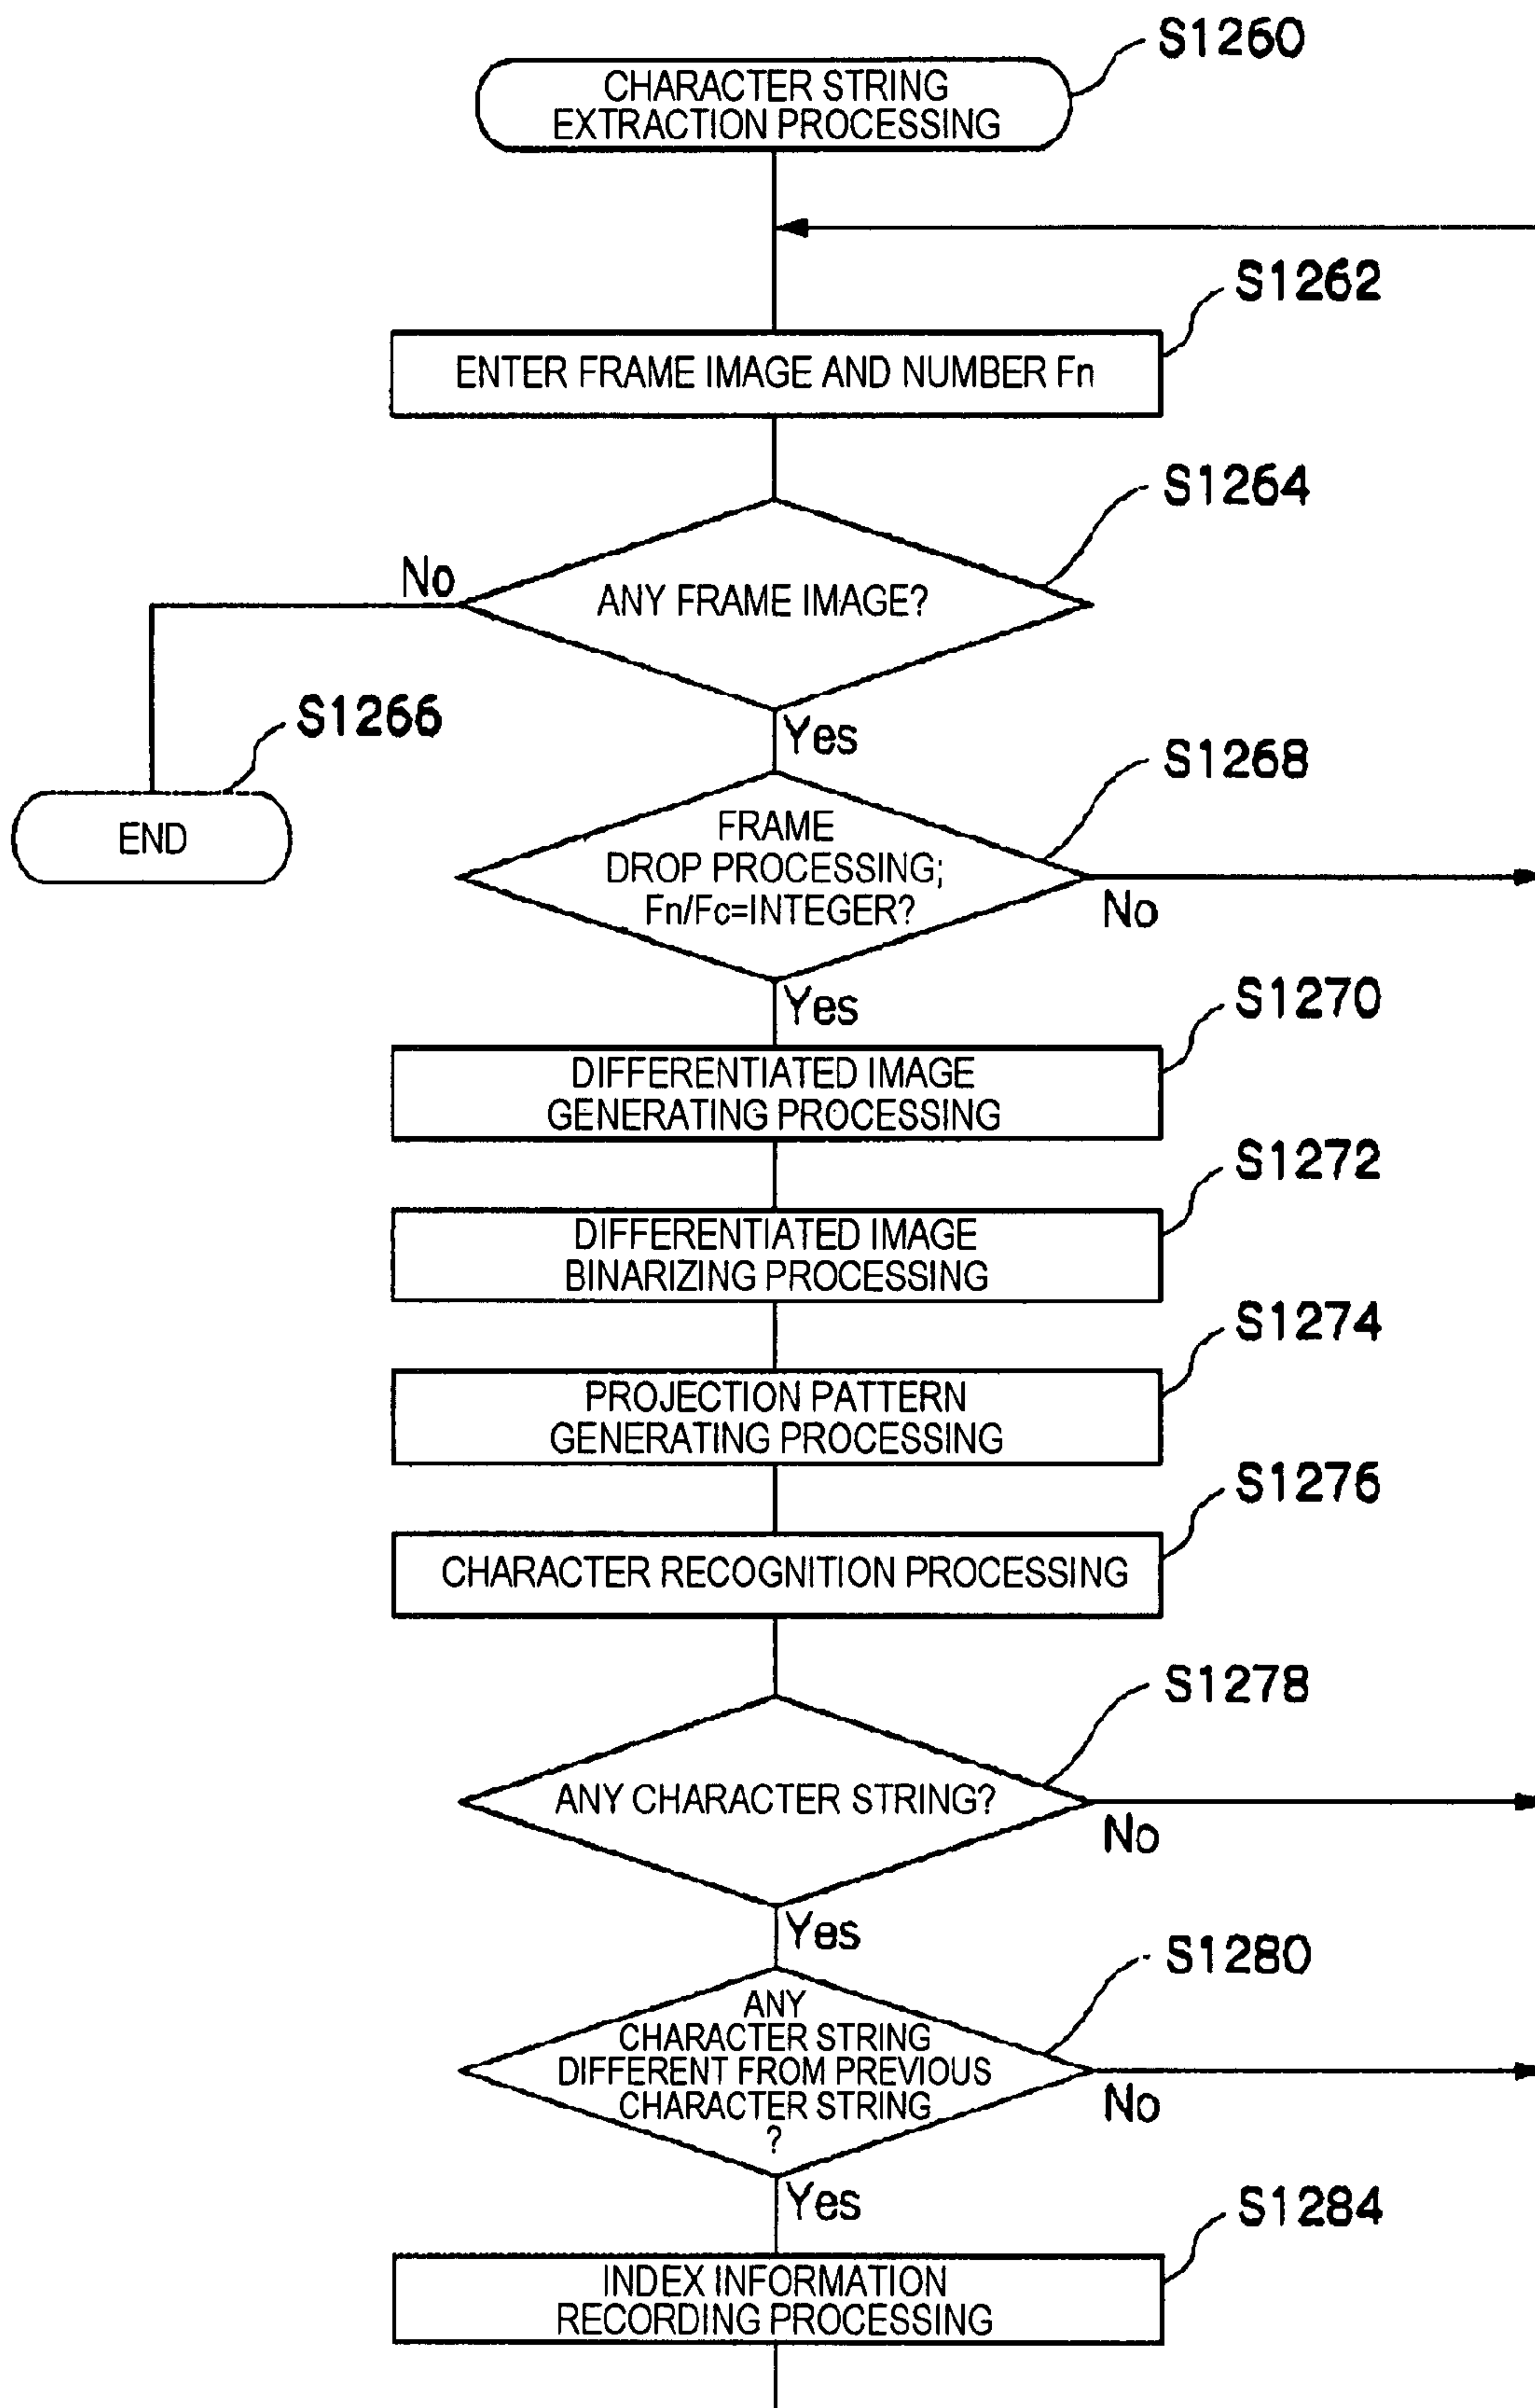 S1260
CHARACTER STRING
EXTRACTION PROCESSING
S1262
ENTER FRAME IMAGE AND NUMBER Fn
S1264
ANY FRAME IMAGE?
No
Yes
S1266
END
S1268
FRAME
DROP PROCESSING;
Fn/Fc=INTEGER?
No
Yes
S1270
DIFFERENTIATED IMAGE
GENERATING PROCESSING
S1272
DIFFERENTIATED IMAGE
BINARIZING PROCESSING
S1274
PROJECTION PATTERN
GENERATING PROCESSING
S1276
CHARACTER RECOGNITION PROCESSING
S1278
ANY CHARACTER STRING?
No
Yes
S1280
ANY
CHARACTER STRING
DIFFERENT FROM PREVIOUS
CHARACTER STRING
?
No
Yes
S1284
INDEX INFORMATION
RECORDING PROCESSING